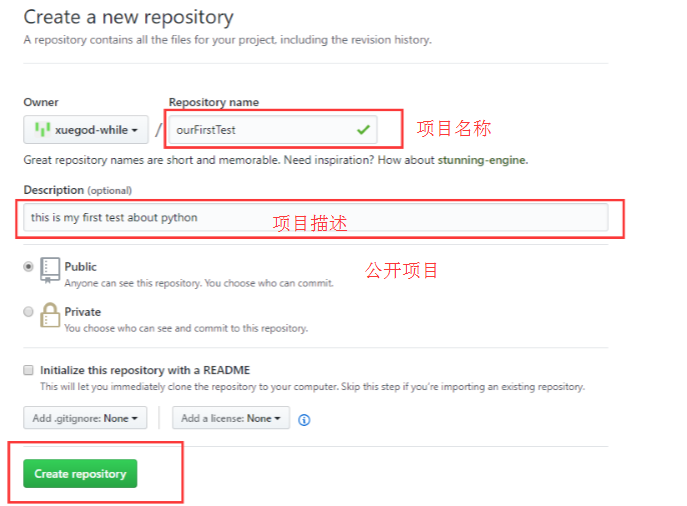 Create a new repository
A repository contains all the files for your project, including the revision history.
Owner
Repository name
xuegod-while / ourFirstTest 项目名称
Great repository names are short and memorable. Need inspiration? How about stunning-engine.
Description (optional)
this is my first test about python 项目描述
Public 公开项目
Anyone can see this repository. You choose who can commit.
Private
You choose who can see and commit to this repository.
Initialize this repository with a README
This will let you immediately clone the repository to your computer. Skip this step if you're importing an existing repository.
Add .gitignore: None Add a license: None
Create repository